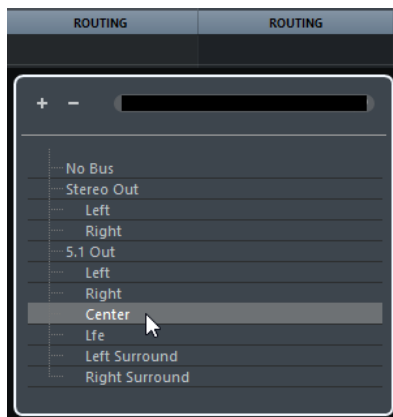 ROUTING ROUTING
+ -
No Bus
Stereo Out
Left
Right
5.1 Out
Left
Right
Center
Lfe
Left Surround
Right Surround